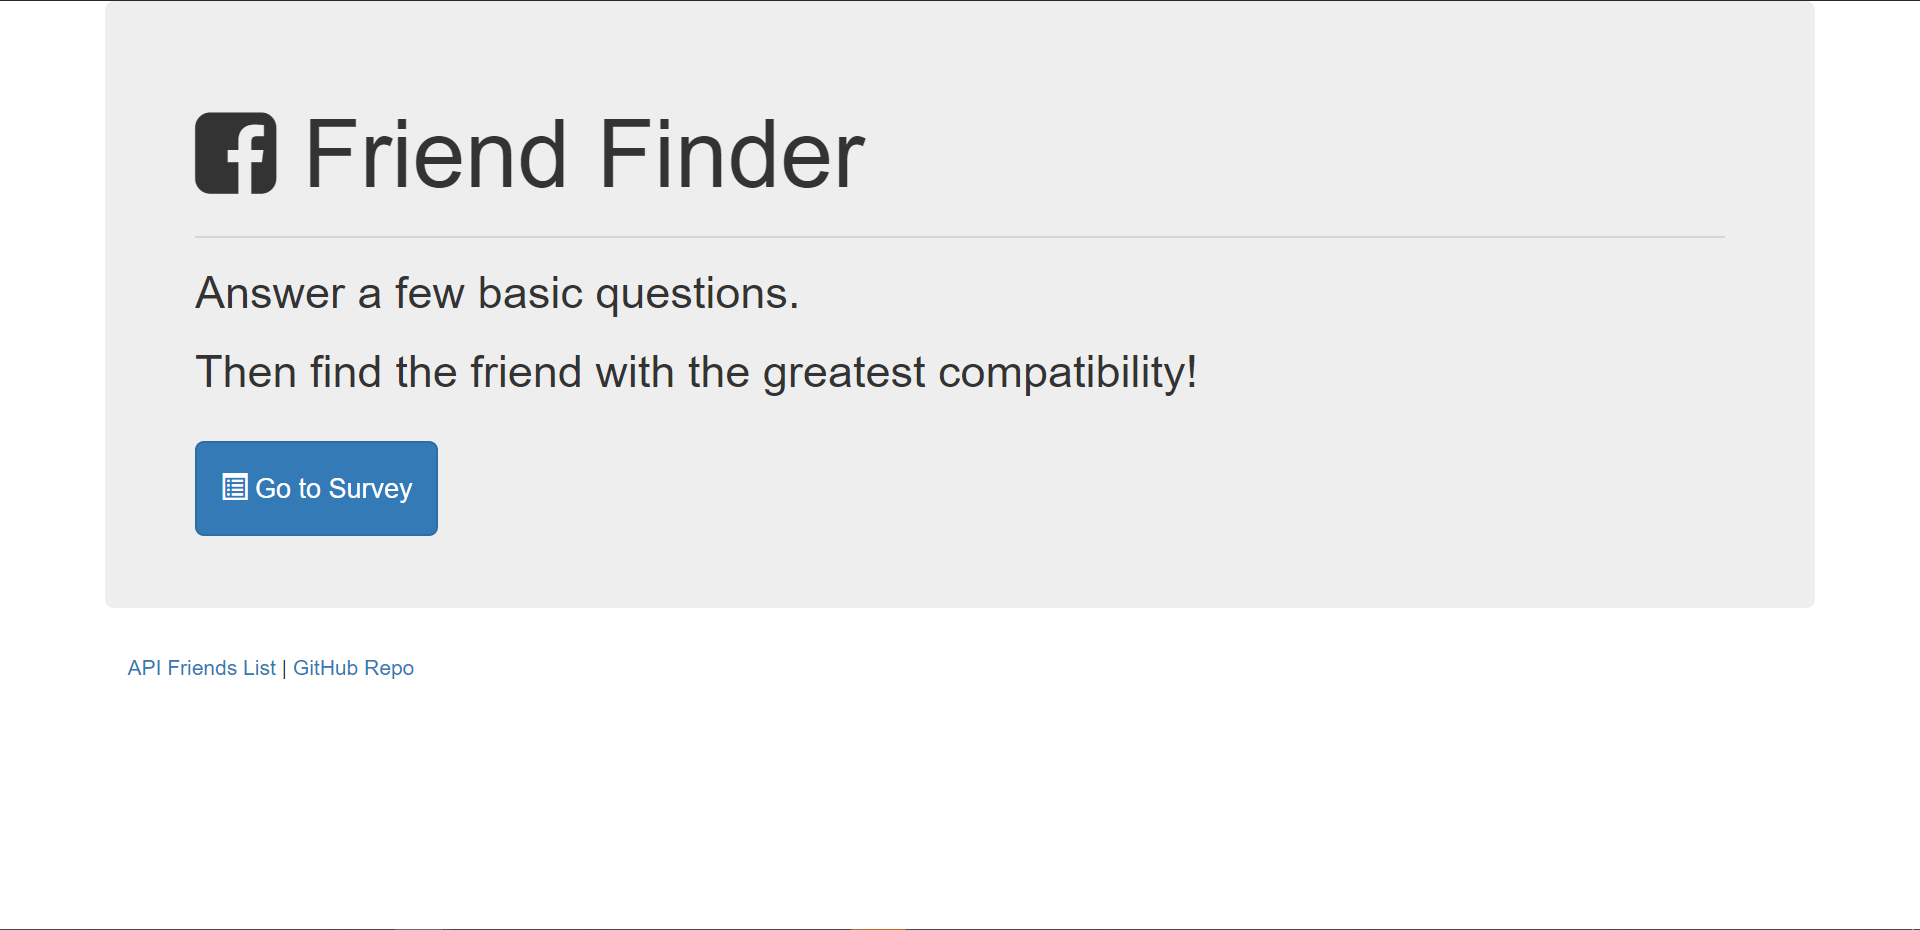 Friend Finder
Answer a few basic questions.
Then find the friend with the greatest compatibility!
Go to Survey
API Friends List | GitHub Repo